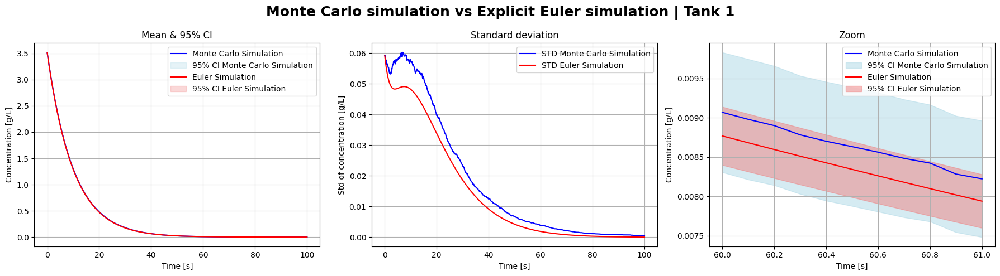 Monte Carlo simulation vs Explicit Euler simulation | Tank 1
Mean & 95% CI
Concentration [g/L]
3.5
3.0
2.5
2.0
1.5
1.0
0.5
0.0
Monte Carlo Simulation
95% CI Monte Carlo Simulation
Euler Simulation
95% CI Euler Simulation
0 20 40 60 80 100
Time [s]
Standard deviation
Std of concentration [g/L]
0.06
0.05
0.04
0.03
0.02
0.01
0.00
STD Monte Carlo Simulation
STD Euler Simulation
0 20 40 60 80 100
Time [s]
Zoom
Concentration [g/L]
0.0095
0.0090
0.0085
0.0080
0.0075
Monte Carlo Simulation
95% CI Monte Carlo Simulation
Euler Simulation
95% CI Euler Simulation
60.0 60.2 60.4 60.6 60.8 61.0
Time [s]